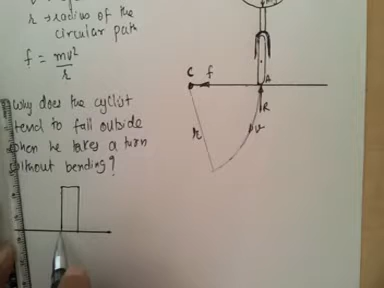 r → radius of the
circular path
f = mv²
r
Why does the cyclist
tend to fall outside
when he takes a turn
without bending?
C
f
A
R
r
v